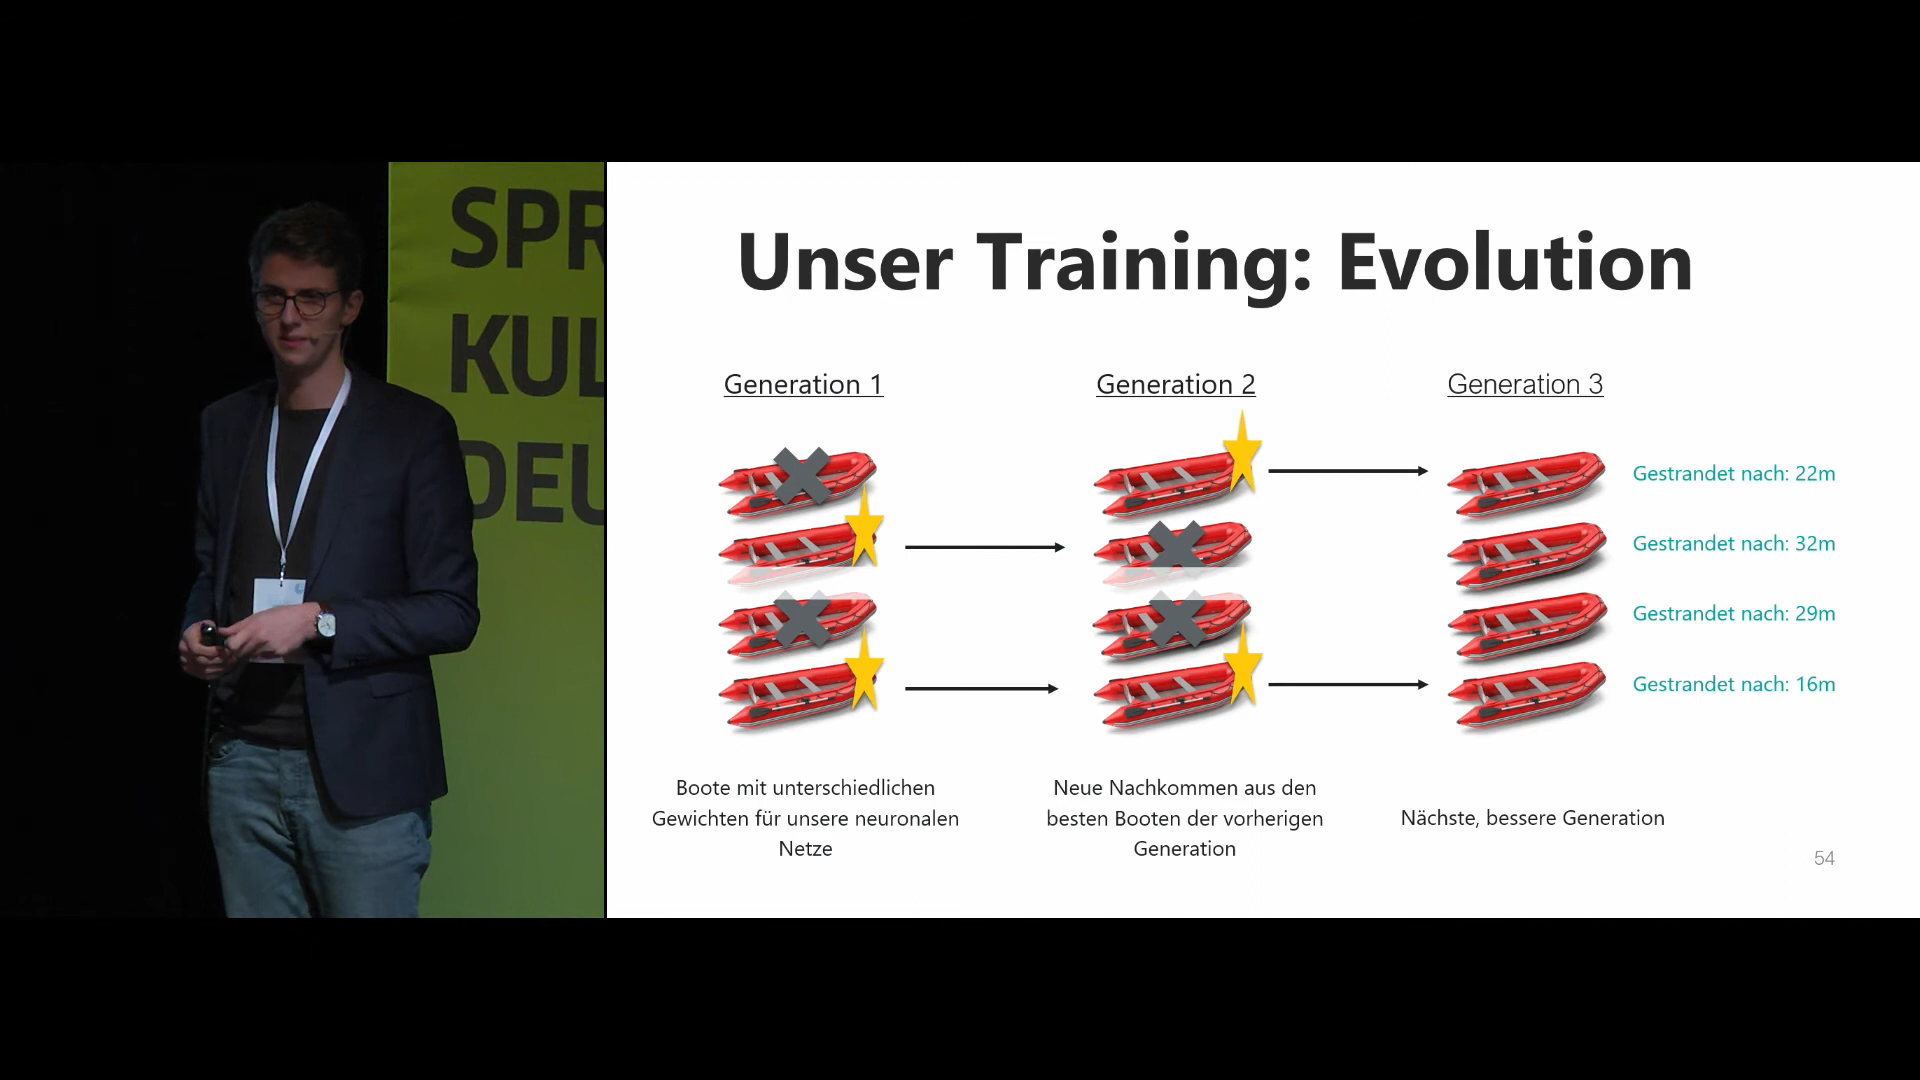 SPR
KUL
DEU
Unser Training: Evolution
Generation 1
Generation 2
Generation 3
Gestrandet nach: 22m
Gestrandet nach: 32m
Gestrandet nach: 29m
Gestrandet nach: 16m
Boote mit unterschiedlichen
Gewichten für unsere neuronalen
Netze
Neue Nachkommen aus den
besten Booten der vorherigen
Generation
Nächste, bessere Generation
54